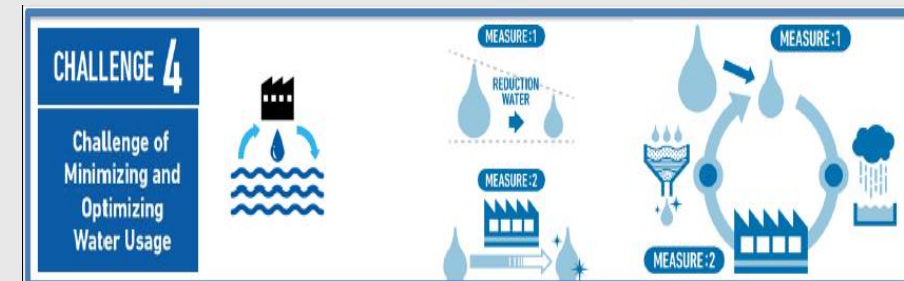 CHALLENGE 4
Challenge of
Minimizing and
Optimizing
Water Usage
MEASURE:1
REDUCTION
WATER
MEASURE:2
MEASURE:1
MEASURE:2